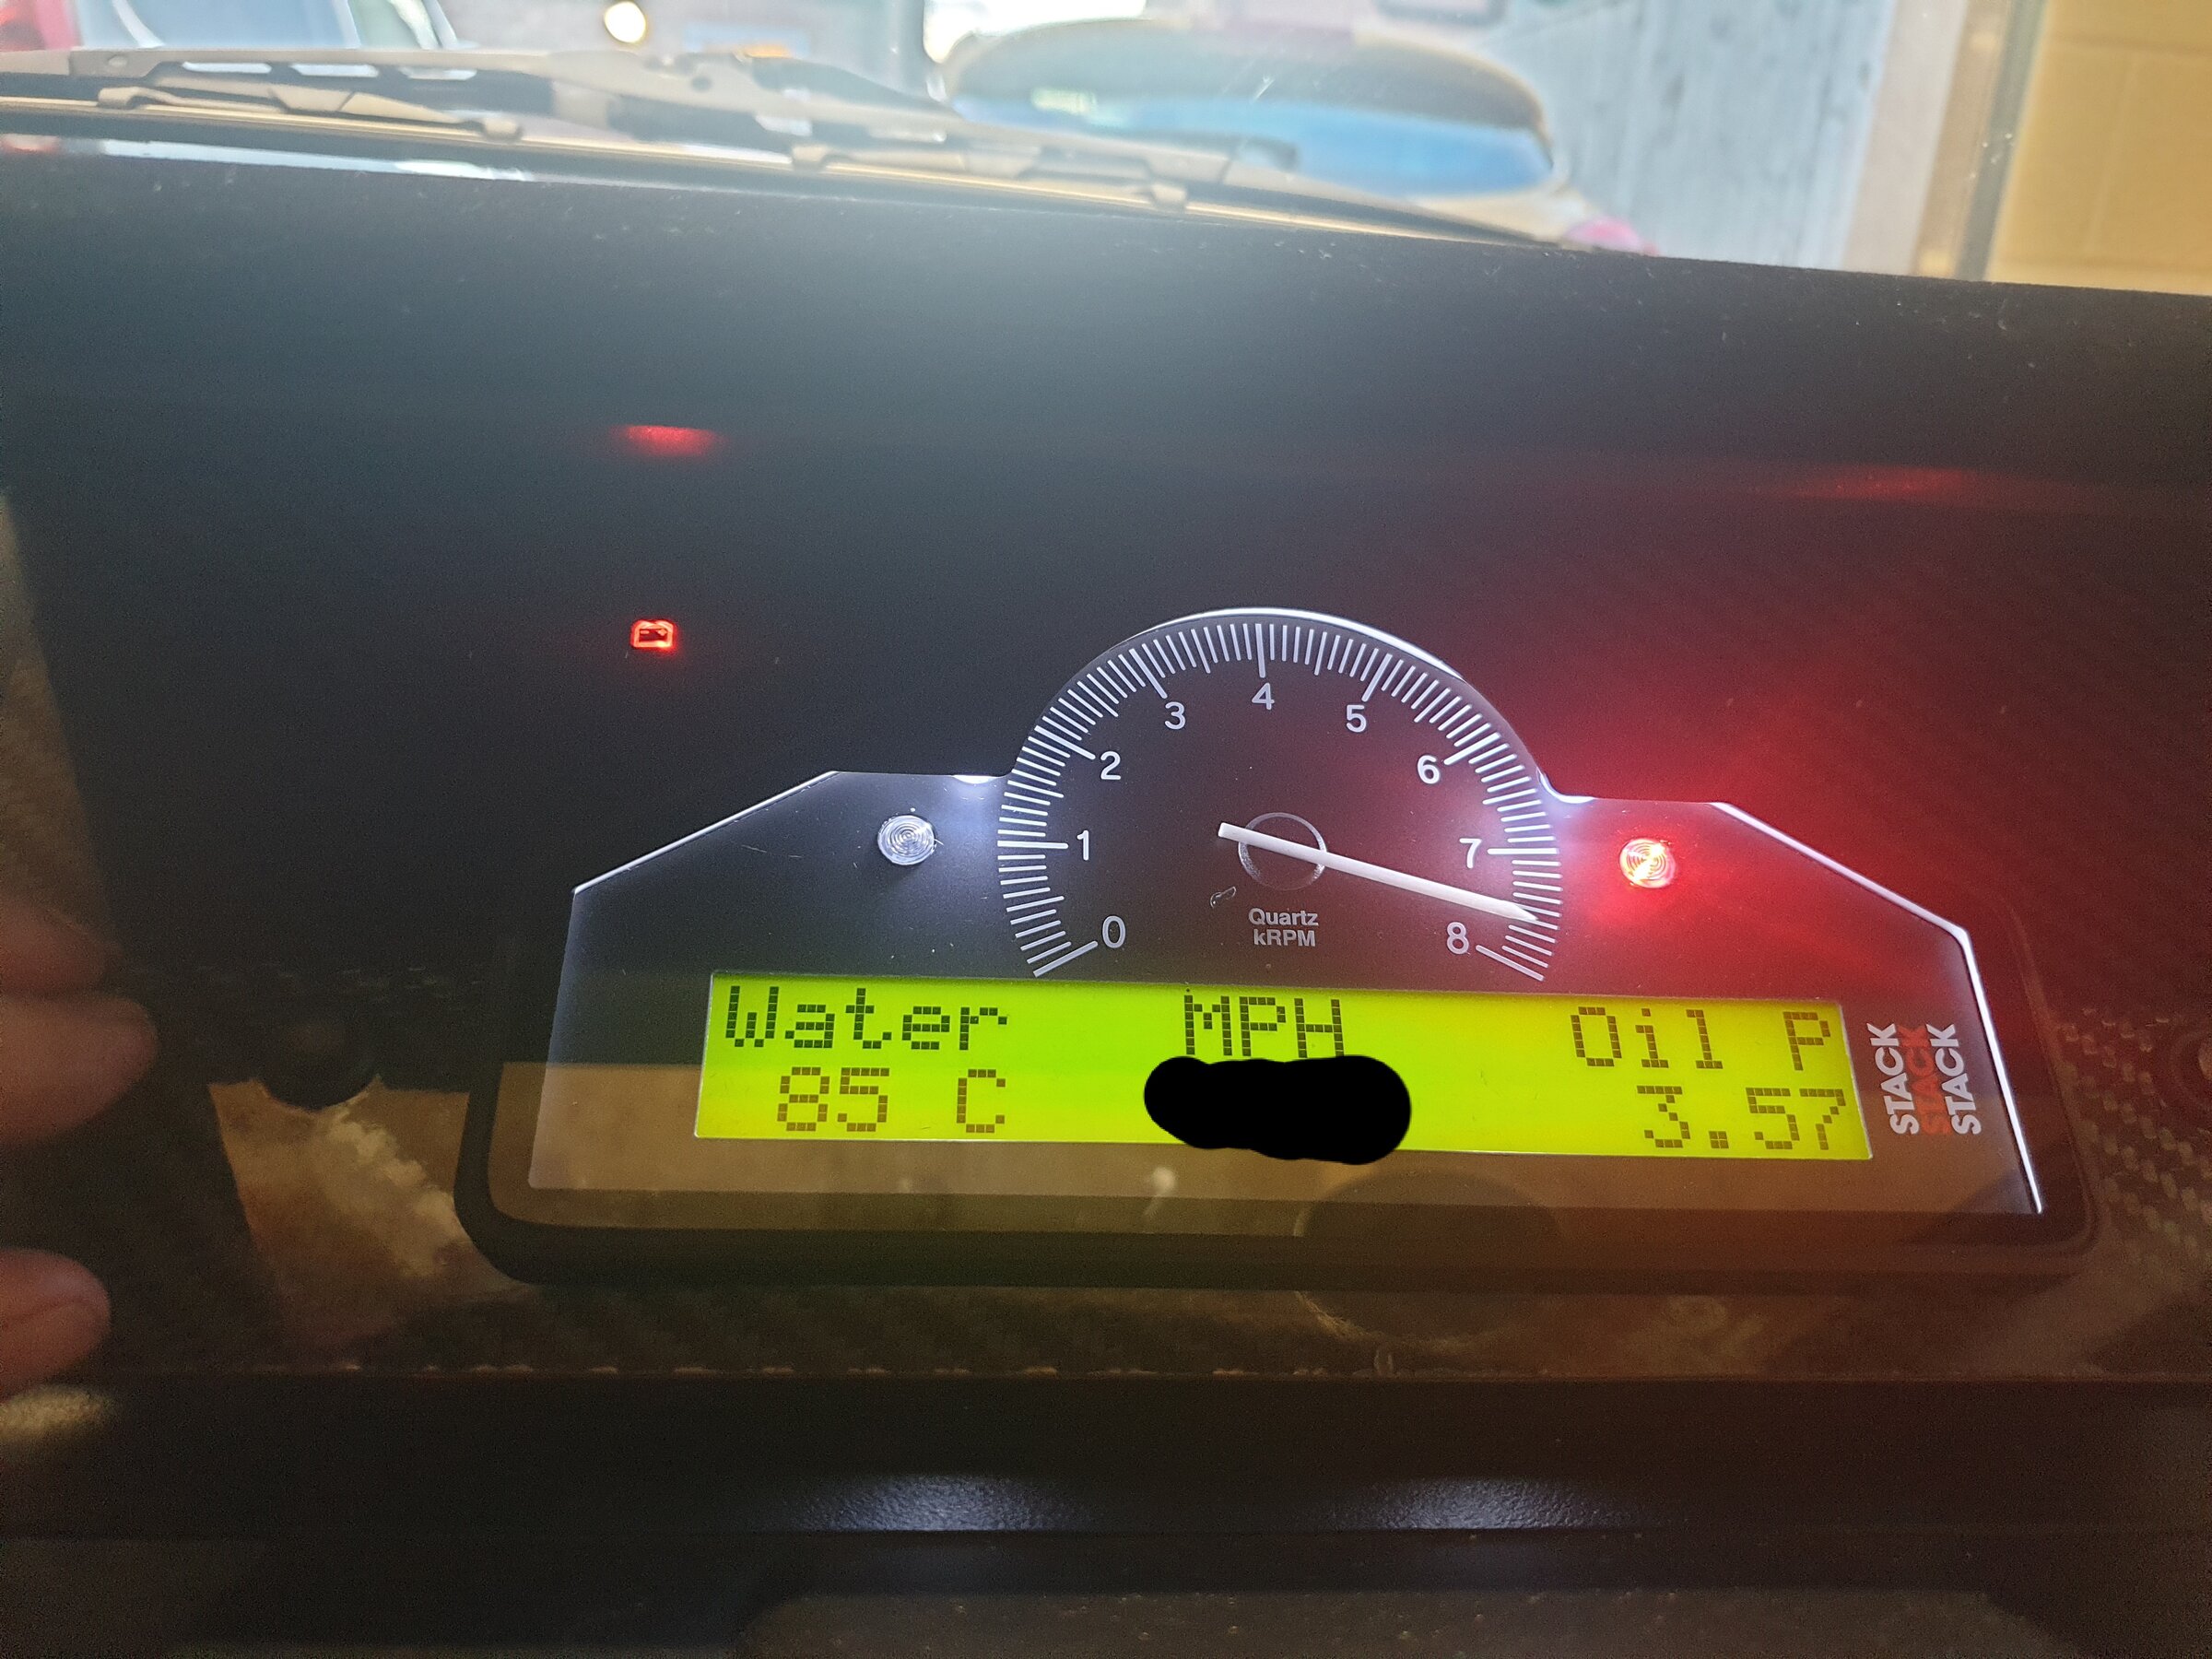 4
3 5
2 6
1 7
0 8
Quartz
kRPM
Water MPH Oil P
85 C 3.57
STACK
STACK
STACK